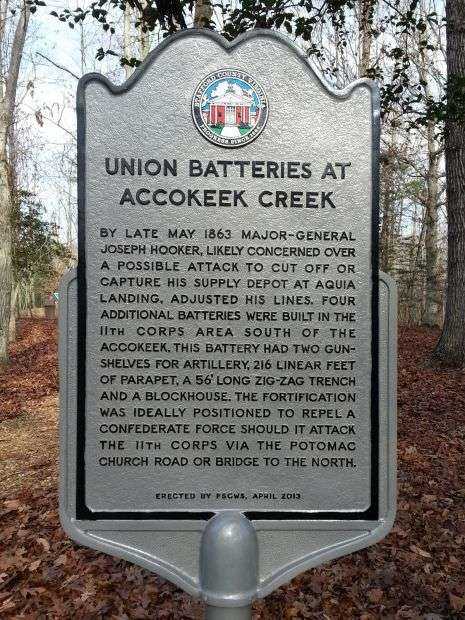 STAFFORD COUNTY, VIRGINIA
UNION BATTERIES AT
ACCOKEEK CREEK
BY LATE MAY 1863 MAJOR-GENERAL
JOSEPH HOOKER, LIKELY CONCERNED OVER
A POSSIBLE ATTACK TO CUT OFF OR
CAPTURE HIS SUPPLY DEPOT AT AQUIA
LANDING, ADJUSTED HIS LINES. FOUR
ADDITIONAL BATTERIES WERE BUILT IN THE
11TH CORPS AREA SOUTH OF THE
ACCOKEEK. THIS BATTERY HAD TWO GUN-
SHELVES FOR ARTILLERY, 216 LINEAR FEET
OF PARAPET, A 56' LONG ZIG-ZAG TRENCH
AND A BLOCKHOUSE. THE FORTIFICATION
WAS IDEALLY POSITIONED TO REPEL A
CONFEDERATE FORCE SHOULD IT ATTACK
THE 11TH CORPS VIA THE POTOMAC
CHURCH ROAD OR BRIDGE TO THE NORTH.
ERECTED BY FSCWS, APRIL 2013